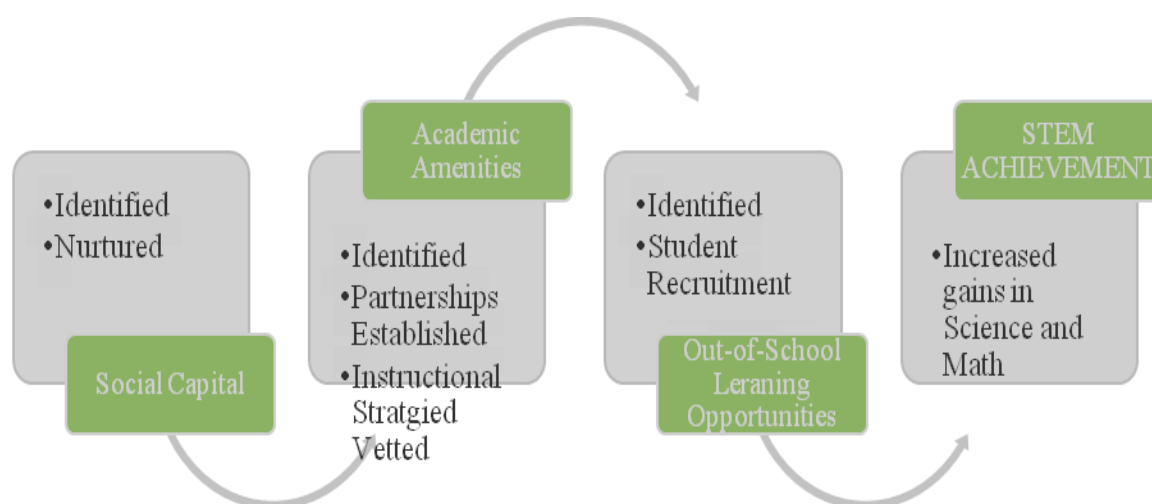 •Identified
•Nurtured
Social Capital
Academic
Amenities
•Identified
•Partnerships
Established
•Instructional
Stratgied
Vetted
•Identified
•Student
Recruitment
Out-of-School
Leraning
Opportunities
STEM
ACHIEVEMENT
•Increased
gains in
Science and
Math